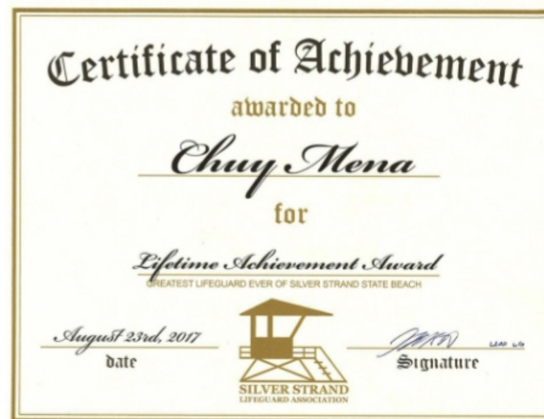 Certificate of Achievement
awarded to
Chuy Mena
for
Lifetime Achievement Award
GREATEST LIFEGUARD EVER OF SILVER STRAND STATE BEACH
August 23rd, 2017
date
Signature
SILVER STRAND
LIFEGUARD ASSOCIATION